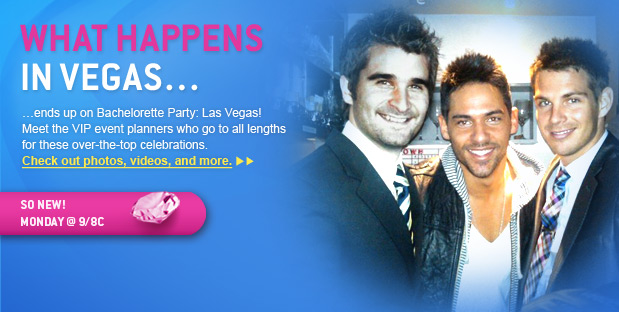 WHAT HAPPENS
IN VEGAS...
...ends up on Bachelorette Party: Las Vegas!
Meet the VIP event planners who go to all lengths
for these over-the-top celebrations.
Check out photos, videos, and more.
SO NEW!
MONDAY @ 9/8C